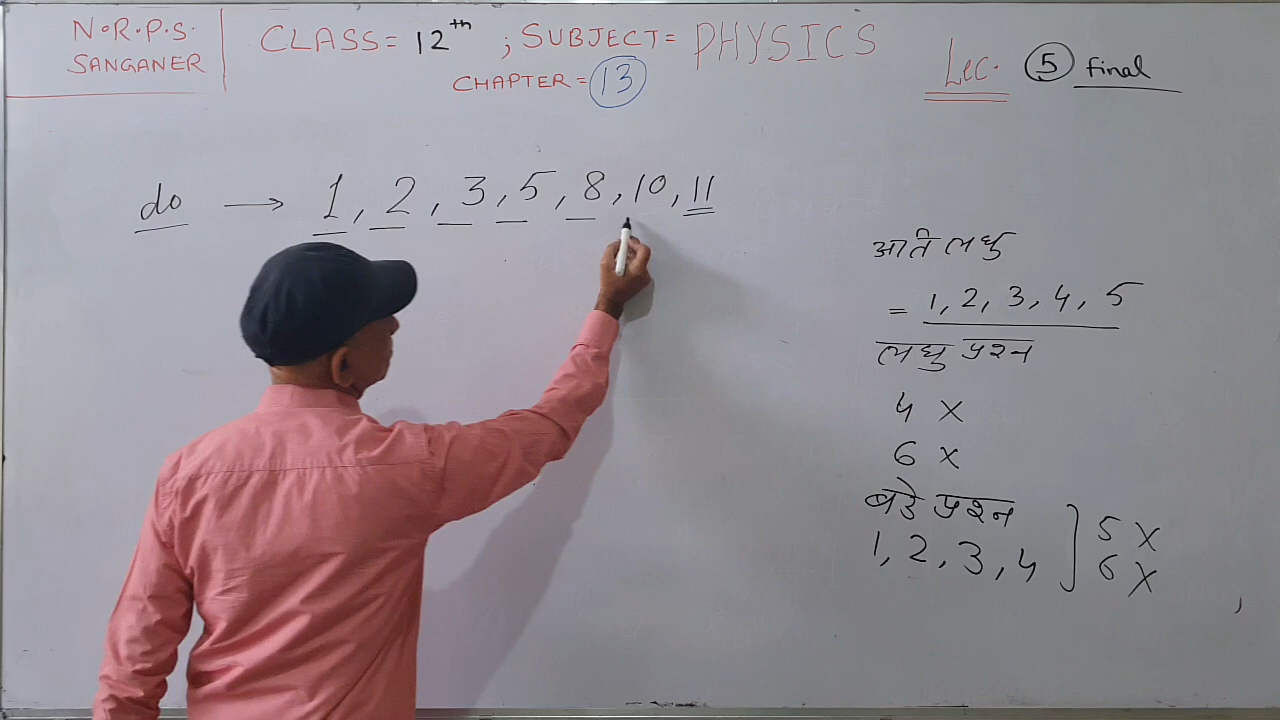 N.R.P.S.
SANGANER
CLASS= 12th ; SUBJECT= PHYSICS
CHAPTER = 13
Lec. 5 final
do → 1, 2, 3, 5, 8, 10, 11
अति लघु
= 1, 2, 3, 4, 5
लघु प्रश्न
4 X
6 X
बडे प्रश्न
1, 2, 3, 4 ] 5 X
6 X